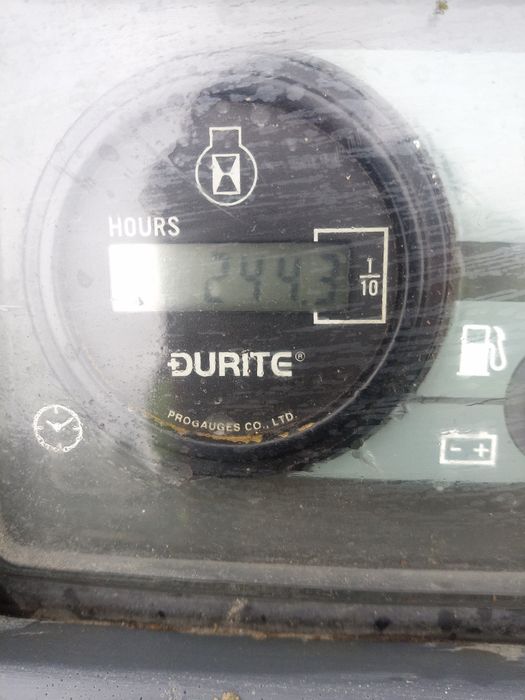 HOURS
244.3
1/10
DURITE®
PROGAUGES CO., LTD.
- +